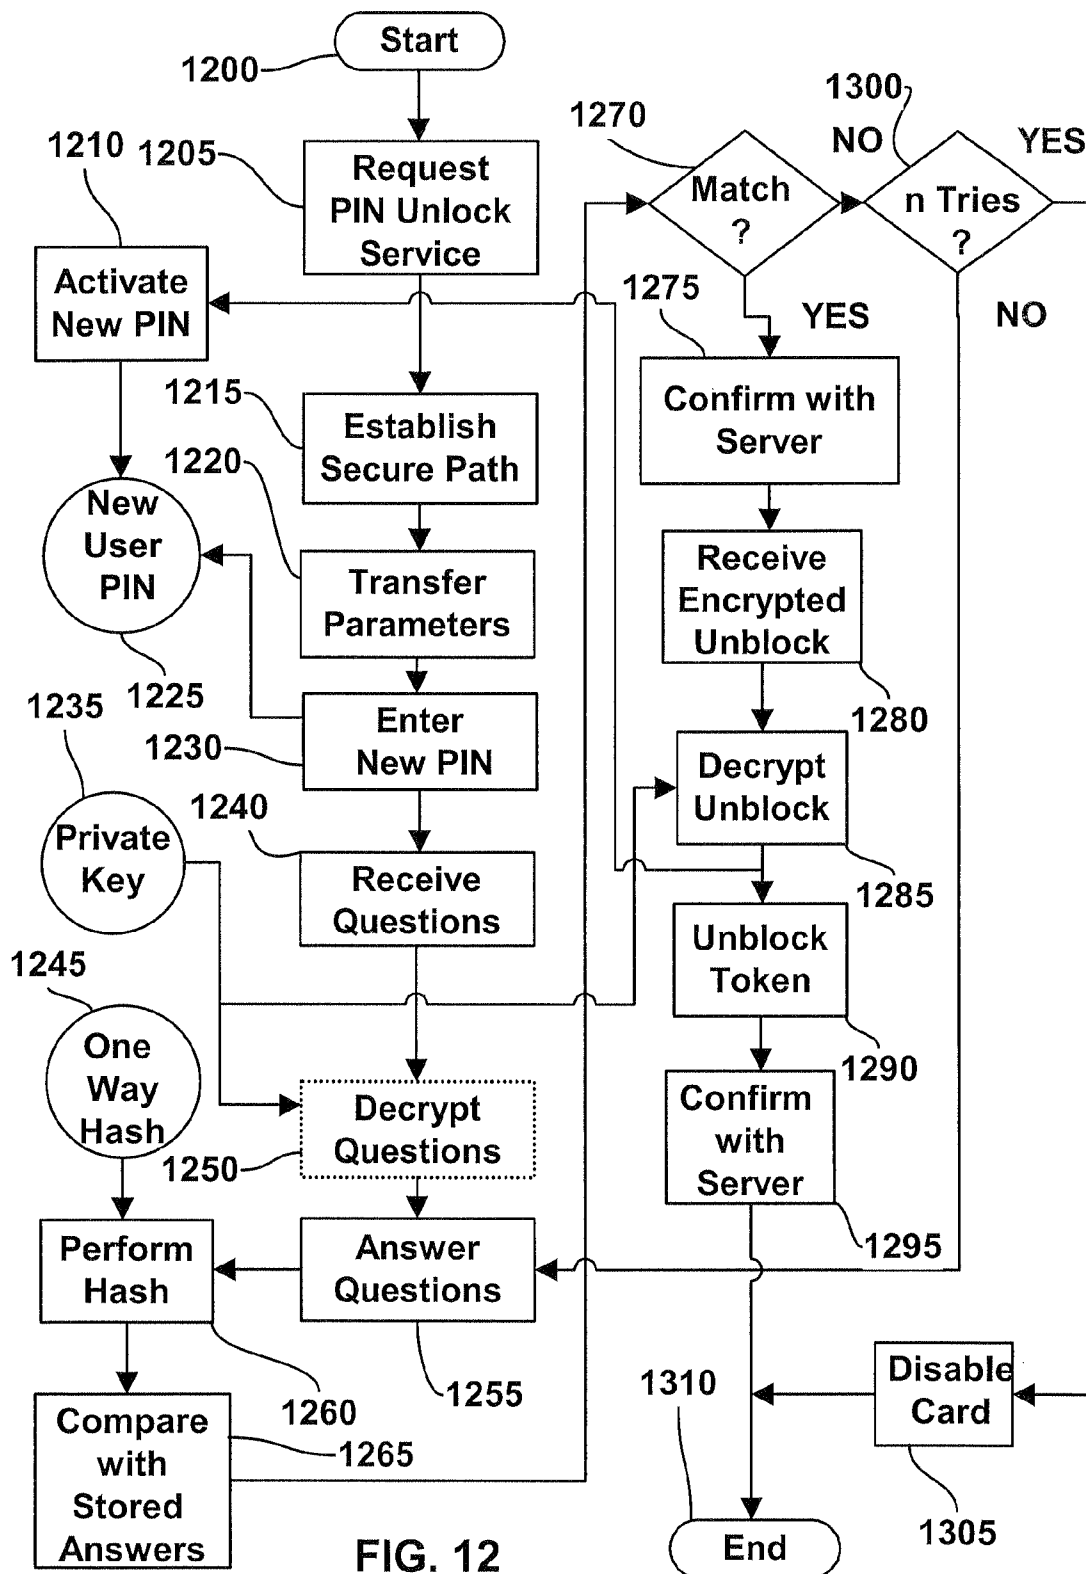 Start
1200
1300
1270
NO
YES
1210
1205
Request
PIN Unlock
Service
Match
?
n Tries
?
Activate
New PIN
1275
YES
NO
1215
Establish
Secure Path
Confirm with
Server
1220
New
User
PIN
Transfer
Parameters
Receive
Encrypted
Unblock
1225
1235
1230
Enter
New PIN
1280
Decrypt
Unblock
1240
Private
Key
Receive
Questions
1285
Unblock
Token
1245
One
Way
Hash
1290
Decrypt
Questions
1250
Confirm
with
Server
Perform
Hash
Answer
Questions
1295
1260
1255
1310
Disable
Card
Compare
with
Stored
Answers
1265
1305
End
FIG. 12